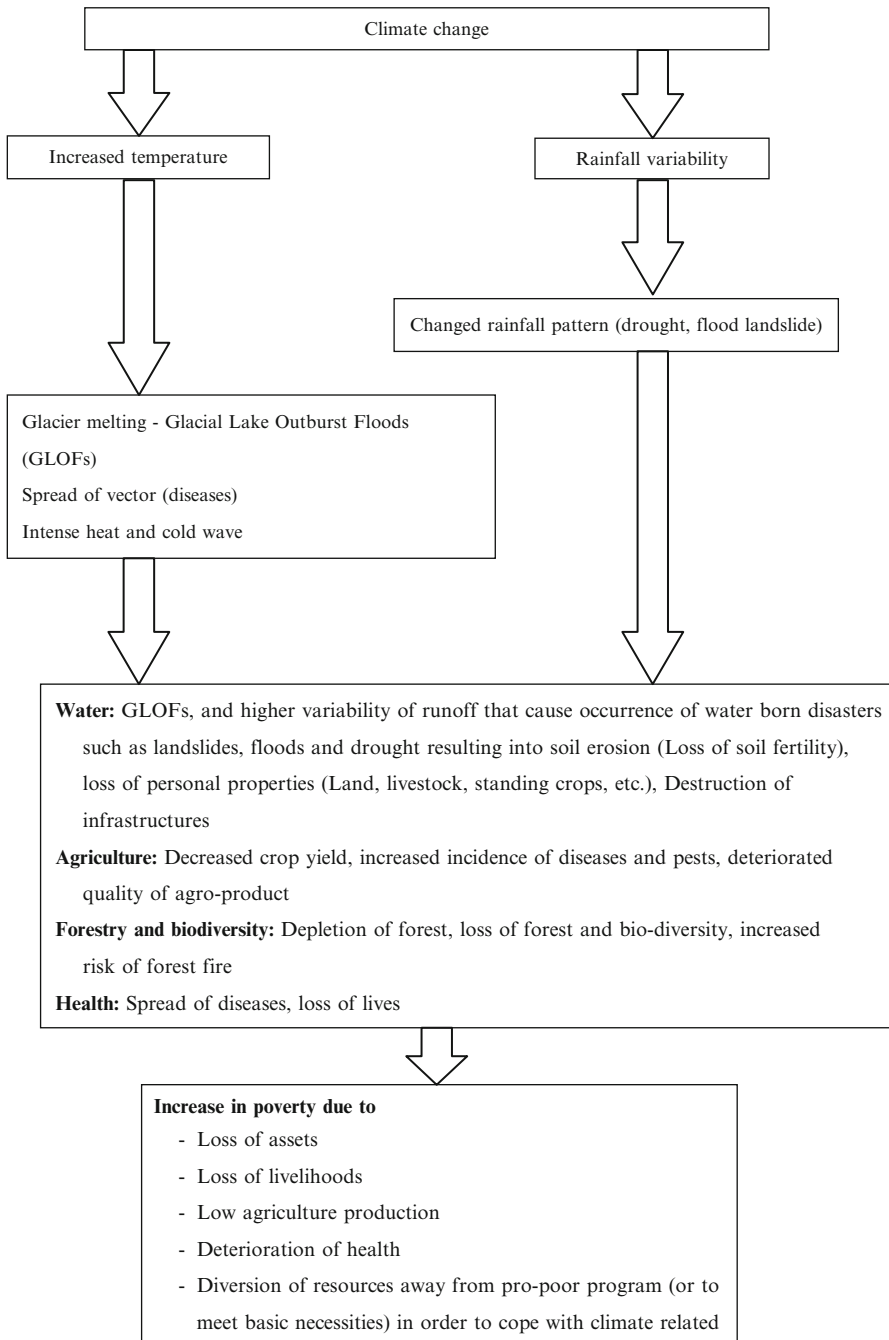 Climate change
Increased temperature
Rainfall variability
Changed rainfall pattern (drought, flood landslide)
Glacier melting - Glacial Lake Outburst Floods
(GLOFs)
Spread of vector (diseases)
Intense heat and cold wave
Water: GLOFs, and higher variability of runoff that cause occurrence of water born disasters
such as landslides, floods and drought resulting into soil erosion (Loss of soil fertility),
loss of personal properties (Land, livestock, standing crops, etc.), Destruction of
infrastructures
Agriculture: Decreased crop yield, increased incidence of diseases and pests, deteriorated
quality of agro-product
Forestry and biodiversity: Depletion of forest, loss of forest and bio-diversity, increased
risk of forest fire
Health: Spread of diseases, loss of lives
Increase in poverty due to
- Loss of assets
- Loss of livelihoods
- Low agriculture production
- Deterioration of health
- Diversion of resources away from pro-poor program (or to
meet basic necessities) in order to cope with climate related